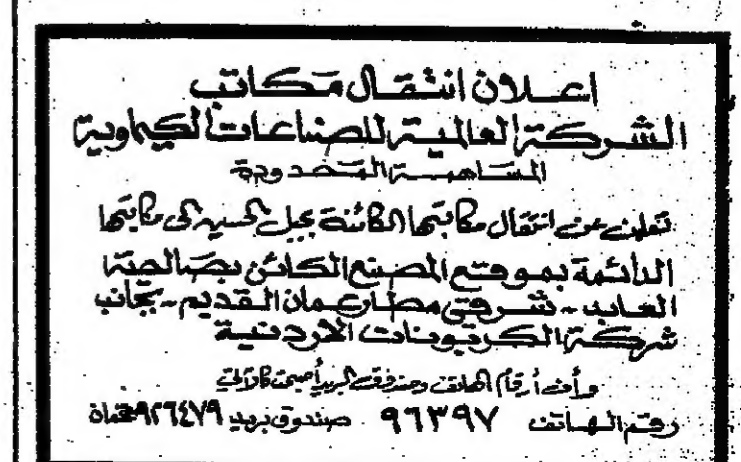 اعلان انتقال مكاتب
الشركة العالمية للصناعات الكيماوية
المساهمة المحدودة
تعلن عن انتقال مكاتبها الكائنة بجبل الحسين الى مكاتبها
الدائمة بموقع المصنع الكائن بصالحية
العابد - شرقي مطار عمان القديم - بجانب
شركة الكربونات الاردنية
وأن أرقام الهاتف وصندوق البريد أصبحت كالآتي
رقم الهاتف ٩٦٣٩٧ صندوق بريد ٩٢٦٤٧٩ عمان